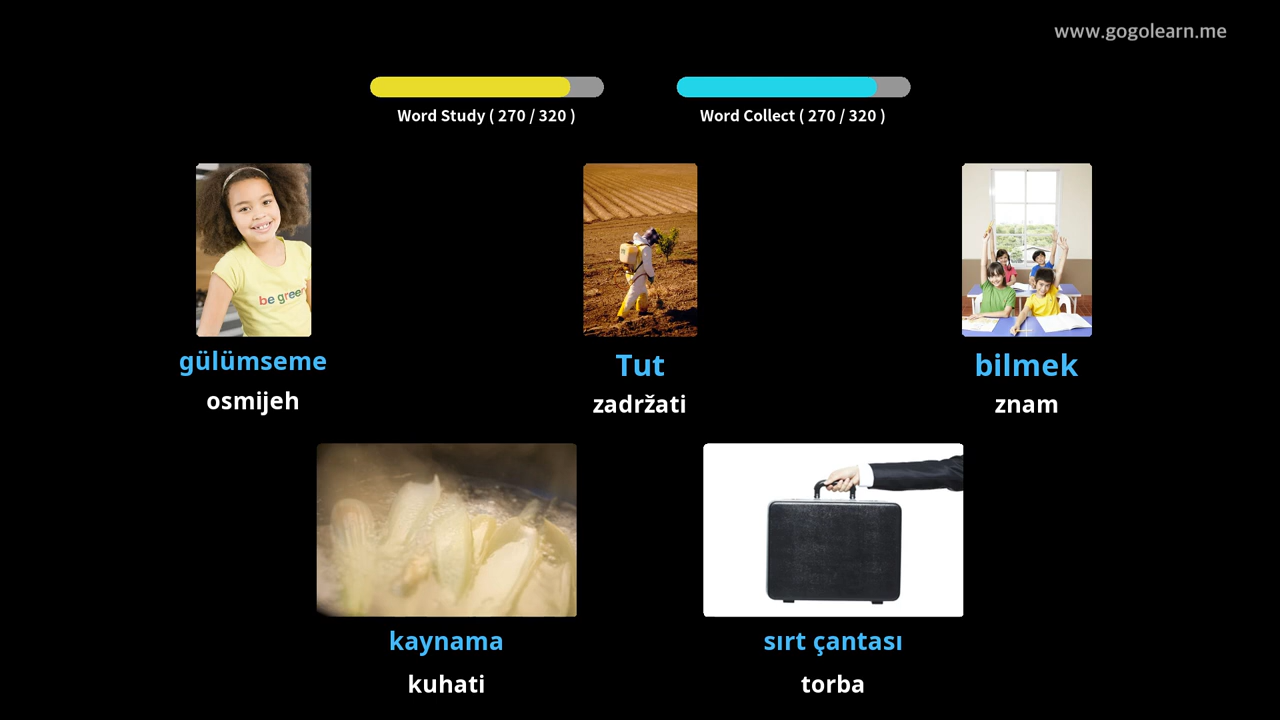 www.gogolearn.me
Word Study ( 270 / 320 )
Word Collect ( 270 / 320 )
be green
gülümseme
osmijeh
Tut
zadržati
bilmek
znam
kaynama
kuhati
sırt çantası
torba